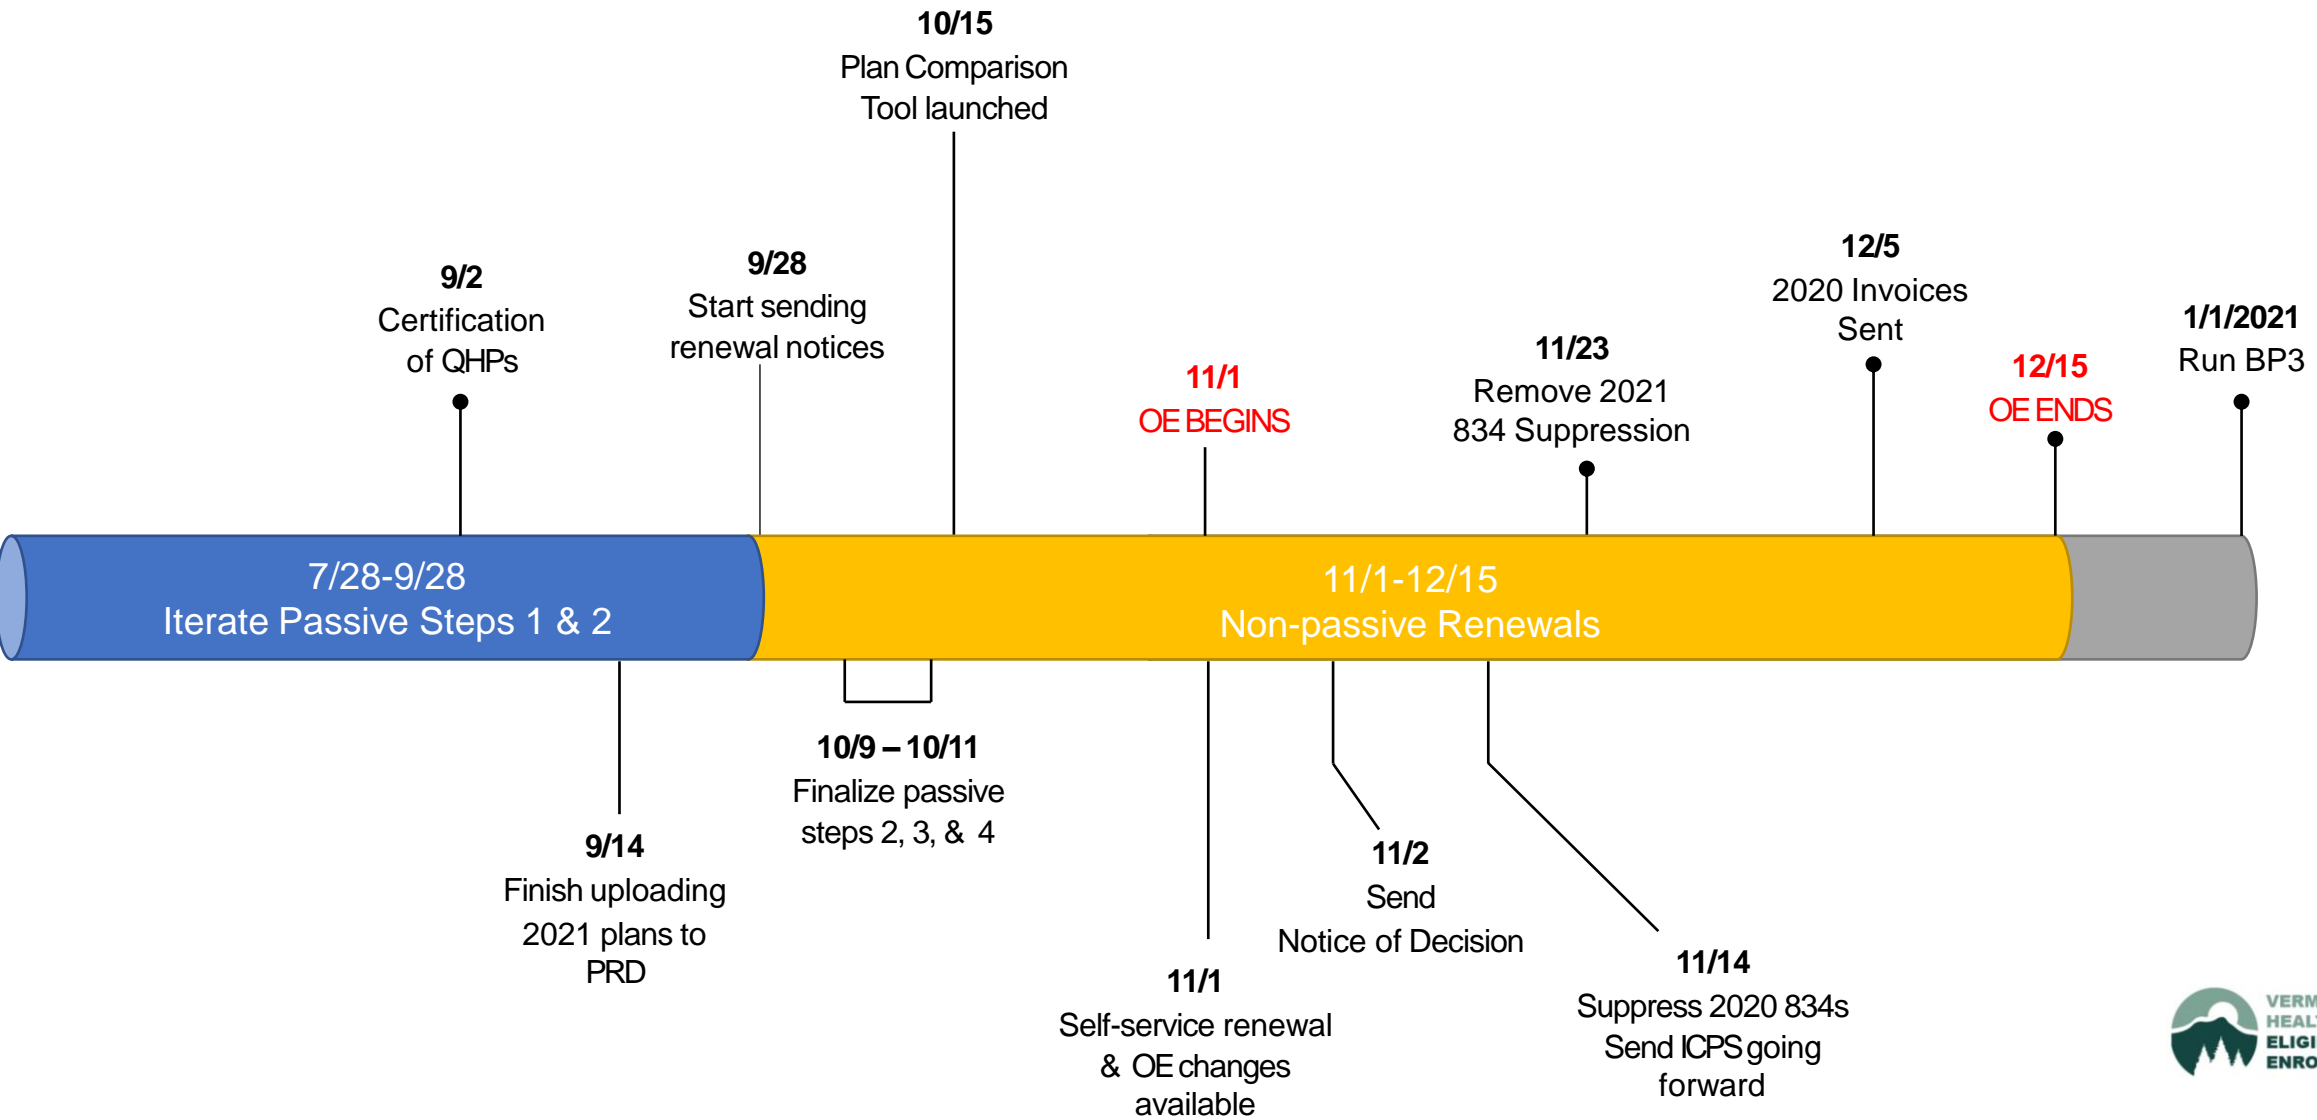 10/15
Plan Comparison
Tool launched
9/2
Certification
of QHPs
9/28
Start sending
renewal notices
11/1
OE BEGINS
11/23
Remove 2021
834 Suppression
12/5
2020 Invoices
Sent
12/15
OE ENDS
1/1/2021
Run BP3
7/28-9/28
Iterate Passive Steps 1 & 2
11/1-12/15
Non-passive Renewals
9/14
Finish uploading
2021 plans to
PRD
10/9 – 10/11
Finalize passive
steps 2, 3, & 4
11/1
Self-service renewal
& OE changes
available
11/2
Send
Notice of Decision
11/14
Suppress 2020 834s
Send ICPS going
forward